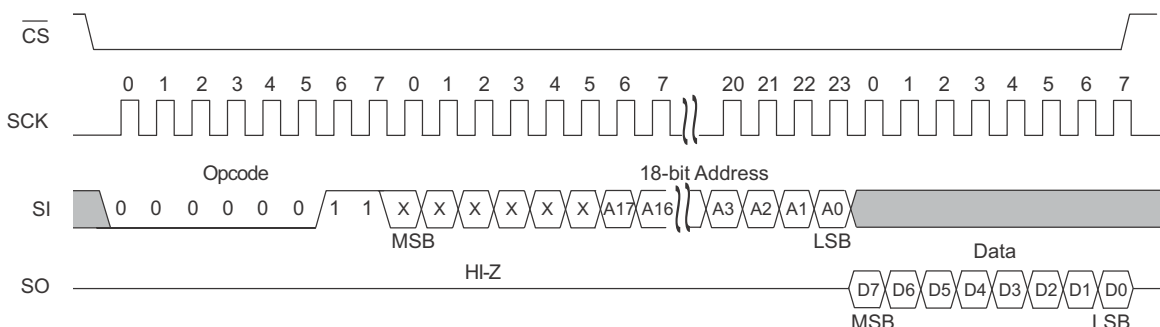 CS
0 1 2 3 4 5 6 7 0 1 2 3 4 5 6 7 20 21 22 23 0 1 2 3 4 5 6 7
SCK
Opcode 18-bit Address
SI 0 0 0 0 0 0 1 1 X X X X X X A17 A16 A3 A2 A1 A0
MSB LSB
HI-Z Data
SO D7 D6 D5 D4 D3 D2 D1 D0
MSB LSB